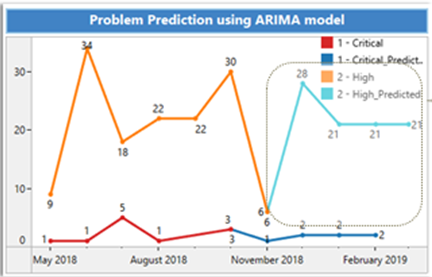 Problem Prediction using ARIMA model
1 - Critical
1 - Critical_Predict..
2 - High
2 - High_Predicted
30
20
10
0
34
30
28
22
22
18
21
21
21
9
6
6
1
1
5
1
3
3
1
2
2
2
May 2018
August 2018
November 2018
February 2019